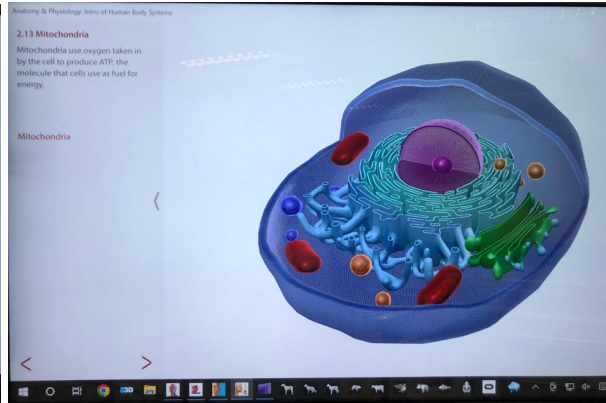 Anatomy & Physiology: Intro of Human Body Systems
2.13 Mitochondria
Mitochondria use oxygen taken in
by the cell to produce ATP, the
molecule that cells use as fuel for
energy.
Mitochondria